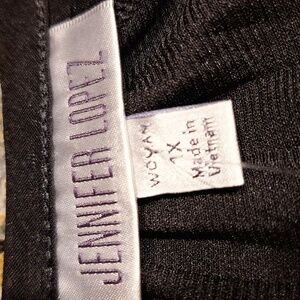 JENNIFER LOPEZ
WOMAN
1X
Made in
Vietnam